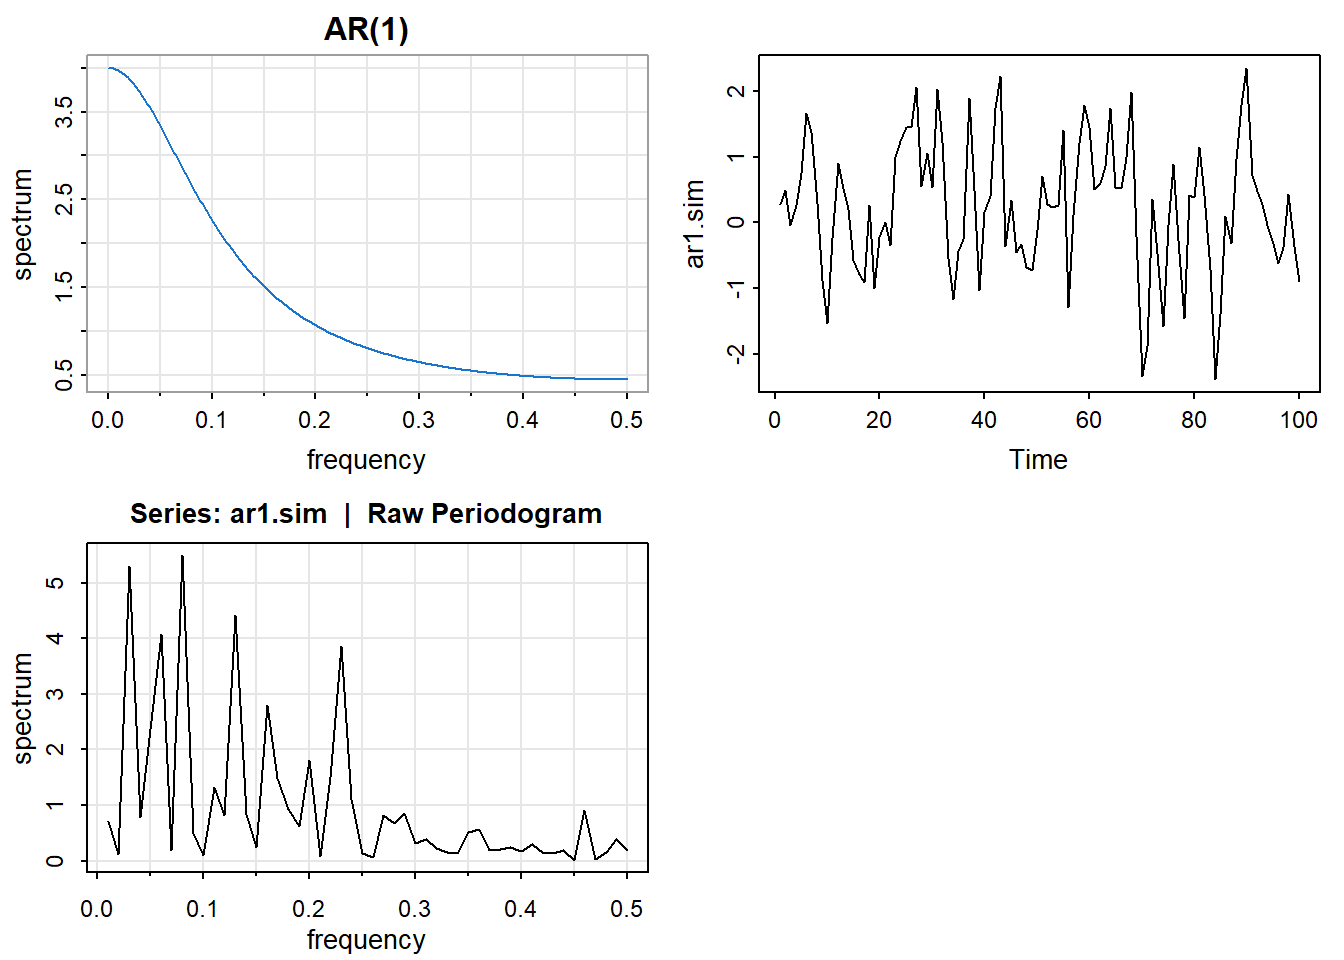 AR(1)
spectrum
3.5
2.5
1.5
0.5
0.0 0.1 0.2 0.3 0.4 0.5
frequency
ar1.sim
2
1
0
-1
-2
0 20 40 60 80 100
Time
Series: ar1.sim | Raw Periodogram
spectrum
5
4
3
2
1
0
0.0 0.1 0.2 0.3 0.4 0.5
frequency